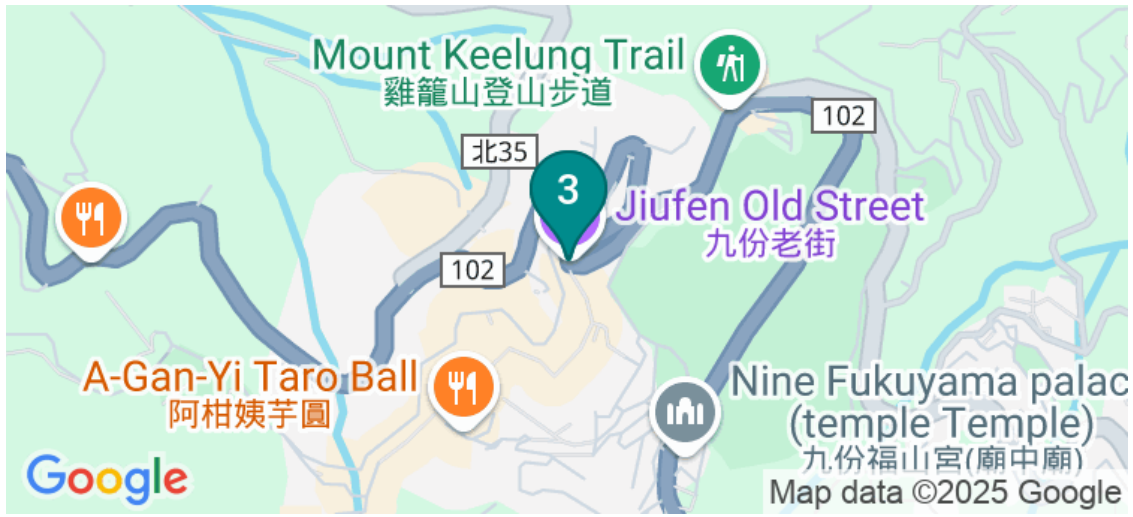 Mount Keelung Trail
雞籠山登山步道
102
北35
3
Jiufen Old Street
九份老街
102
A-Gan-Yi Taro Ball
阿柑姨芋圓
Nine Fukuyama palac
(temple Temple)
九份福山宮(廟中廟)
Google
Map data ©2025 Google